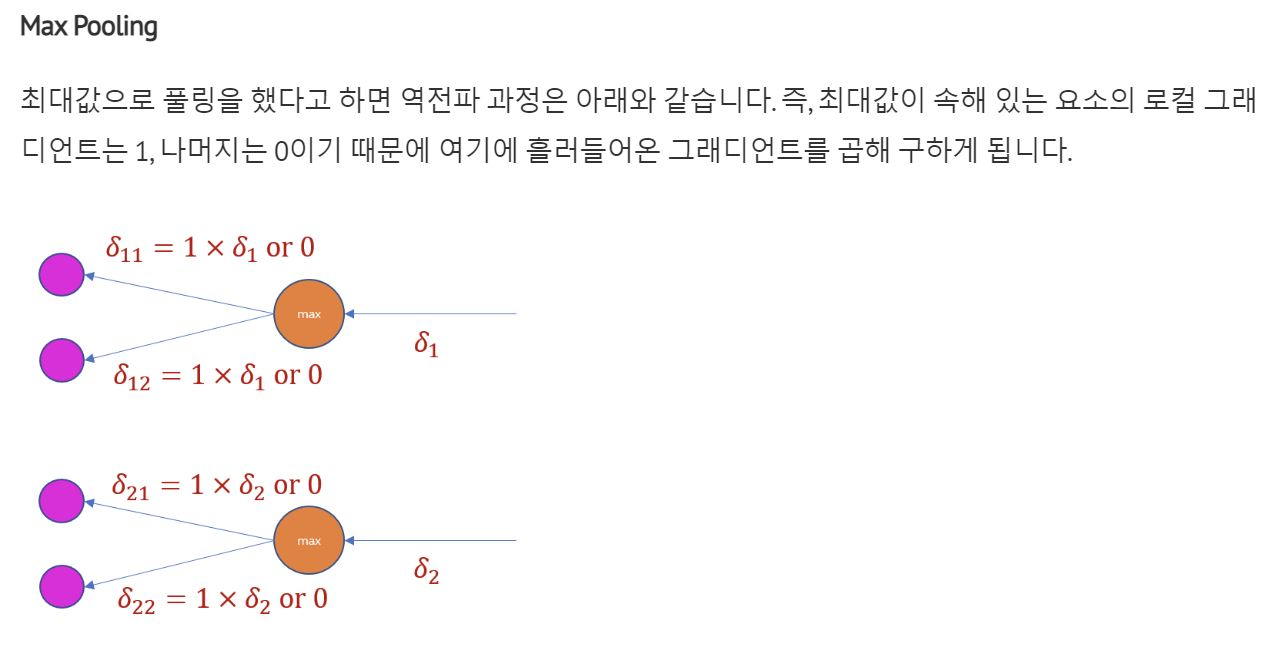 Max Pooling
최대값으로 풀링을 했다고 하면 역전파 과정은 아래와 같습니다. 즉, 최대값이 속해 있는 요소의 로컬 그래
디언트는 1, 나머지는 0이기 때문에 여기에 흘러들어온 그래디언트를 곱해 구하게 됩니다.
δ₁₁ = 1 × δ₁ or 0
max
δ₁
δ₁₂ = 1 × δ₁ or 0
δ₂₁ = 1 × δ₂ or 0
max
δ₂
δ₂₂ = 1 × δ₂ or 0